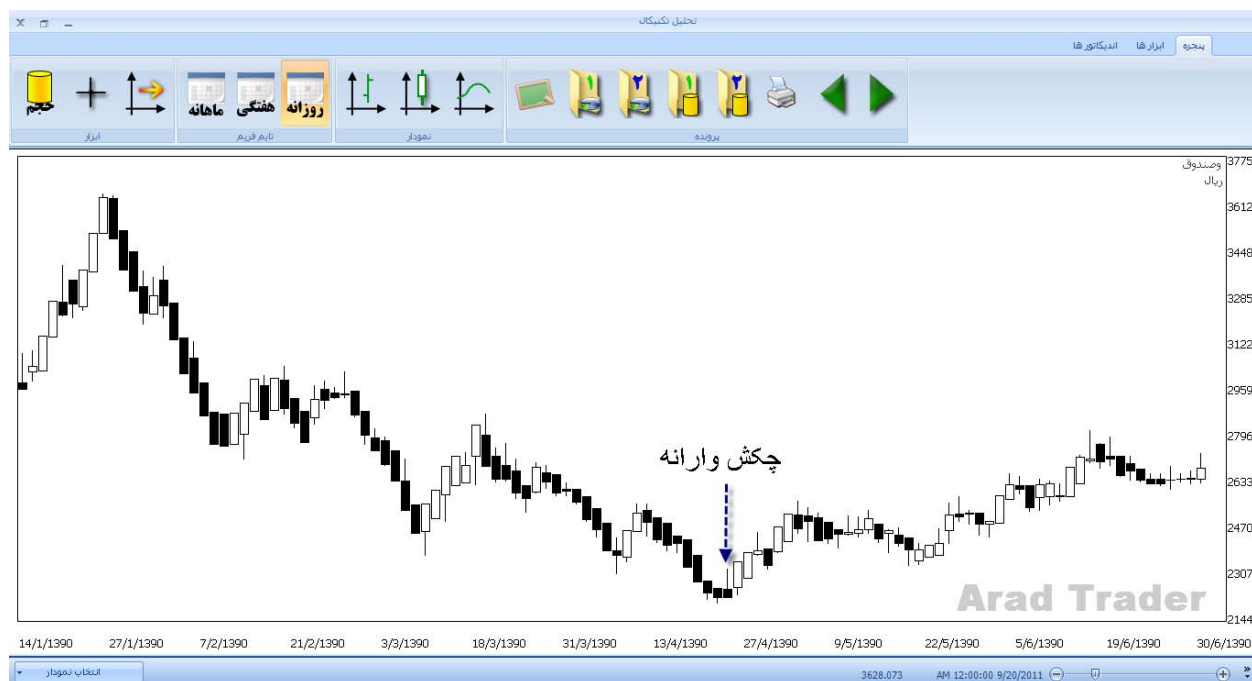 تحلیل تکنیکال
پنجره ابزار ها اندیکاتور ها
۱ ۲ ۱ ۲
روزانه هفتگی ماهانه
حجم
پرونده
نمودار
تایم فریم
ابزار
وصندوق
ریال
3775
3612
3448
3285
3122
2959
2796
2633
2470
2307
2144
چکش وارانه
Arad Trader
14/1/1390 27/1/1390 7/2/1390 21/2/1390 3/3/1390 18/3/1390 31/3/1390 13/4/1390 27/4/1390 9/5/1390 22/5/1390 5/6/1390 19/6/1390 30/6/1390
انتخاب نمودار
3628.073
AM 12:00:00 9/20/2011